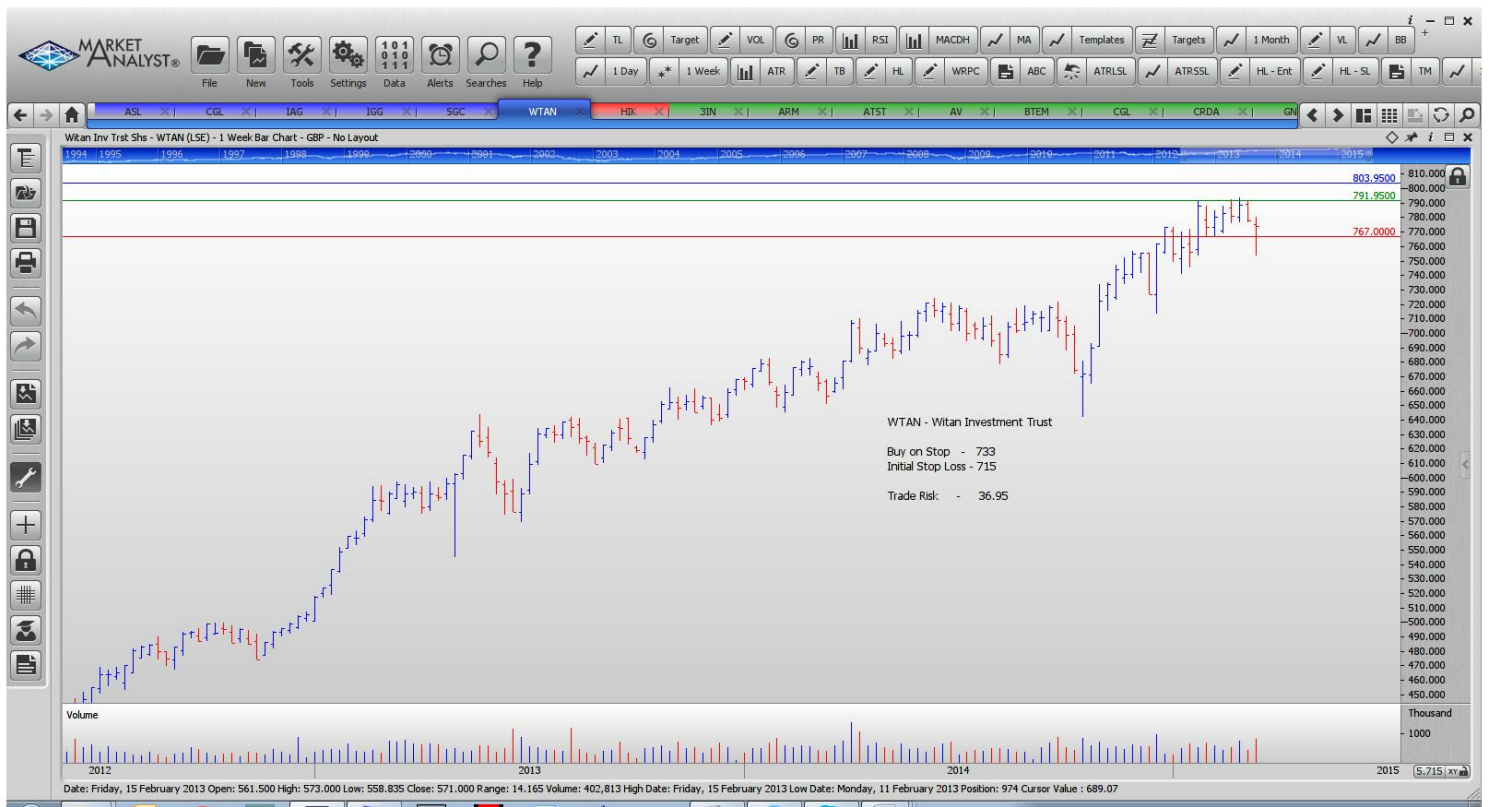 i
MARKET
ANALYST®
File New Tools Settings Data Alerts Searches Help
TL Target VOL PR RSI MACDH MA Templates Targets 1 Month VL BB
1 Day 1 Week ATR TB HL WRPC ABC ATRLSL ATRSSL HL - Ent HL - SL TM
ASL CGL IAG IGG SGC WTAN HIK 3IN ARM ATST AV BTEM CGL CRDA GN
Witan Inv Trst Shs - WTAN (LSE) - 1 Week Bar Chart - GBP - No Layout
1994 1995 1996 1997 1998 1999 2000 2001 2002 2003 2004 2005 2006 2007 2008 2009 2010 2011 2012 2013 2014 2015
803.9500
791.9500
767.0000
810.000
800.000
790.000
780.000
770.000
760.000
750.000
740.000
730.000
720.000
710.000
700.000
690.000
680.000
670.000
660.000
650.000
640.000
630.000
620.000
610.000
600.000
590.000
580.000
570.000
560.000
550.000
540.000
530.000
520.000
510.000
500.000
490.000
480.000
470.000
460.000
450.000
WTAN - Witan Investment Trust
Buy on Stop - 733
Initial Stop Loss - 715
Trade Risk - 36.95
Volume
Thousand
1000
2012 2013 2014 2015
5.715 XY
Date: Friday, 15 February 2013 Open: 561.500 High: 573.000 Low: 558.835 Close: 571.000 Range: 14.165 Volume: 402,813 High Date: Friday, 15 February 2013 Low Date: Monday, 11 February 2013 Position: 974 Cursor Value : 689.07